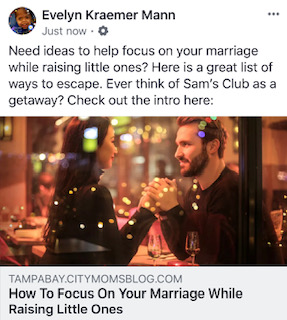 Evelyn Kraemer Mann
Just now ·
Need ideas to help focus on your marriage
while raising little ones? Here is a great list of
ways to escape. Ever think of Sam's Club as a
getaway? Check out the intro here:
TAMPABAY.CITYMOMSBLOG.COM
How To Focus On Your Marriage While
Raising Little Ones